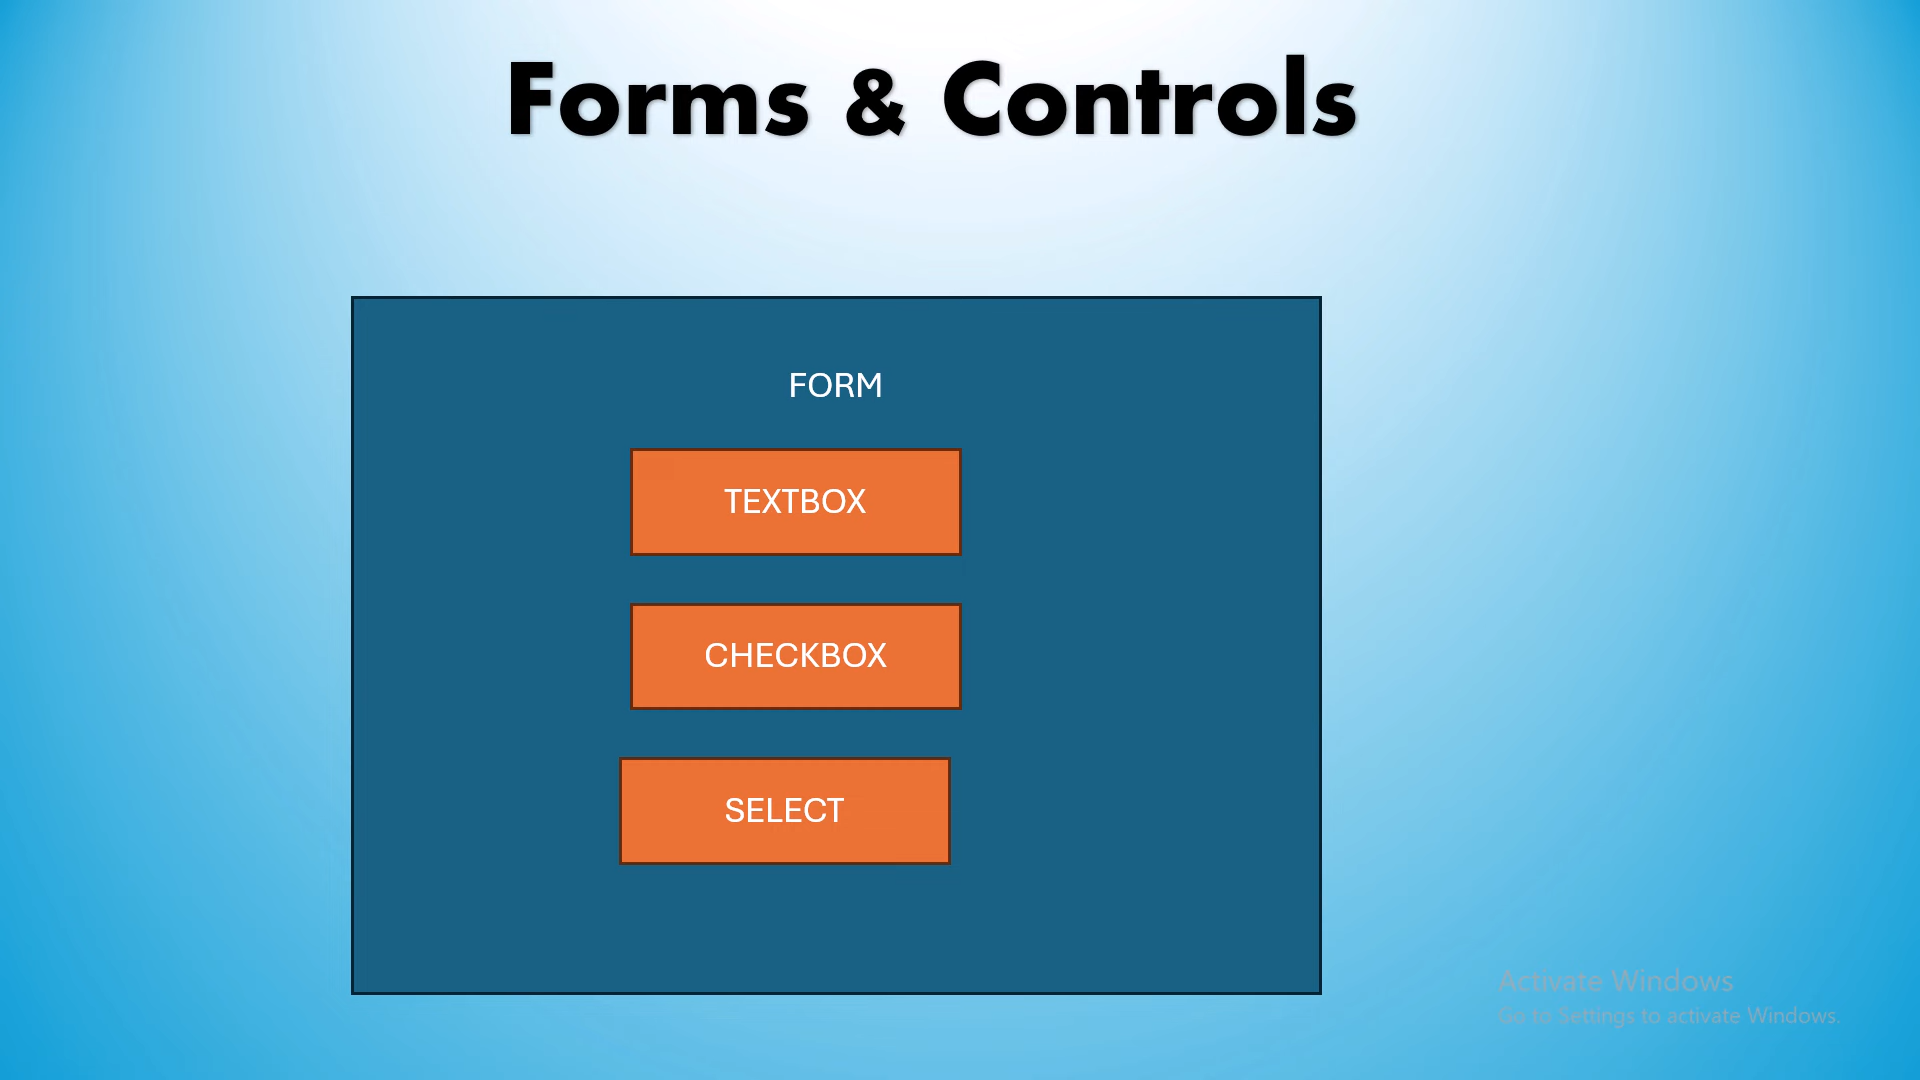 Forms & Controls
FORM
TEXTBOX
CHECKBOX
SELECT
Activate Windows
Go to Settings to activate Windows.